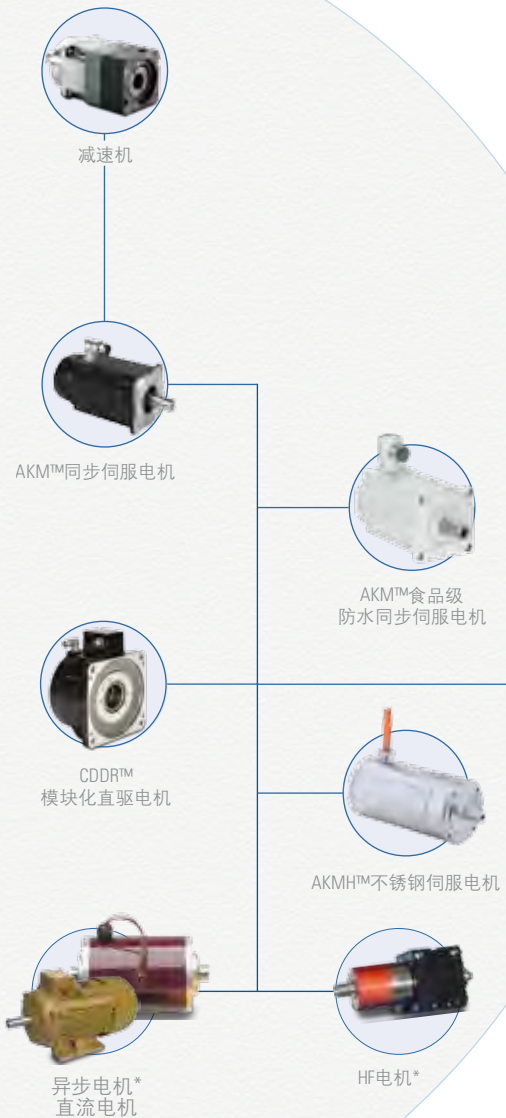 减速机
AKM™同步伺服电机
AKM™食品级
防水同步伺服电机
CDDR™
模块化直驱电机
AKMH™不锈钢伺服电机
异步电机*
直流电机
HF电机*